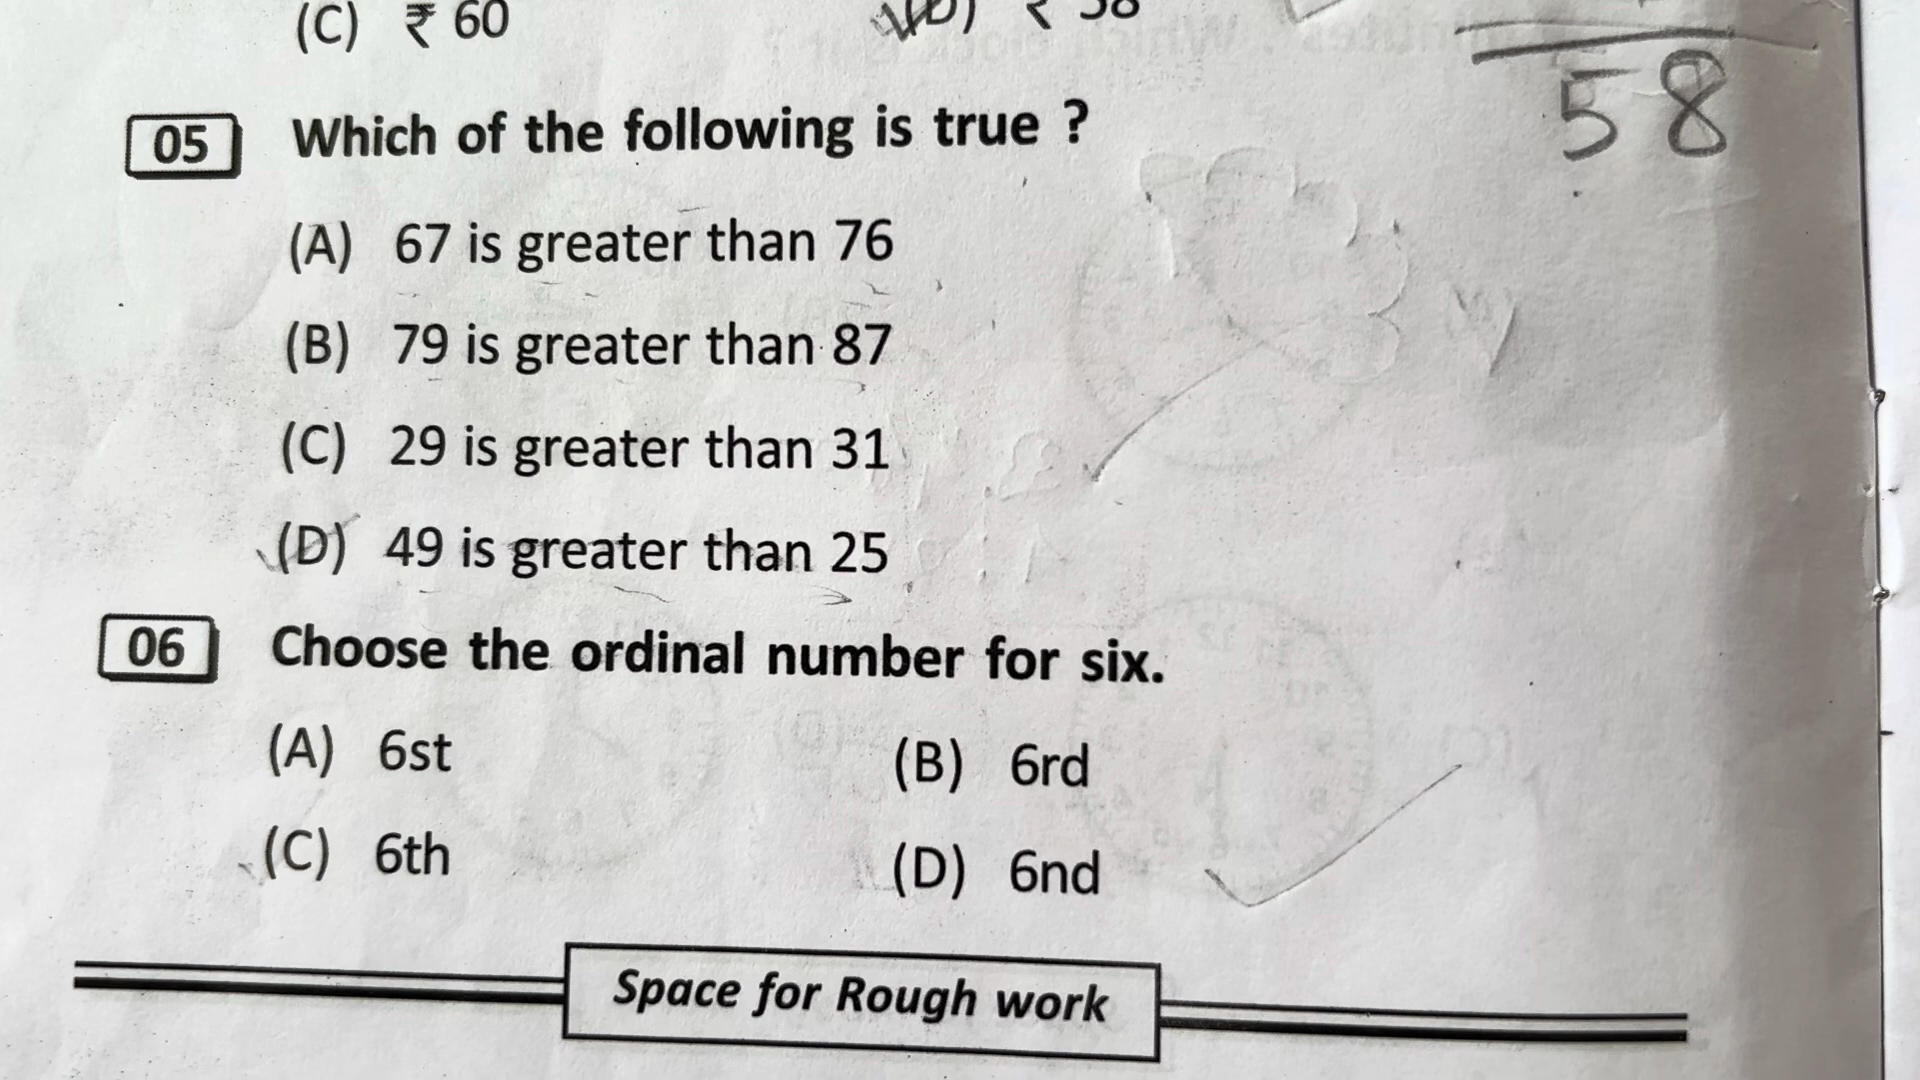 (C) ₹ 60 (D) ₹ 58
58
05 Which of the following is true ?
(A) 67 is greater than 76
(B) 79 is greater than 87
(C) 29 is greater than 31
(D) 49 is greater than 25
06 Choose the ordinal number for six.
(A) 6st (B) 6rd
(C) 6th (D) 6nd
Space for Rough work